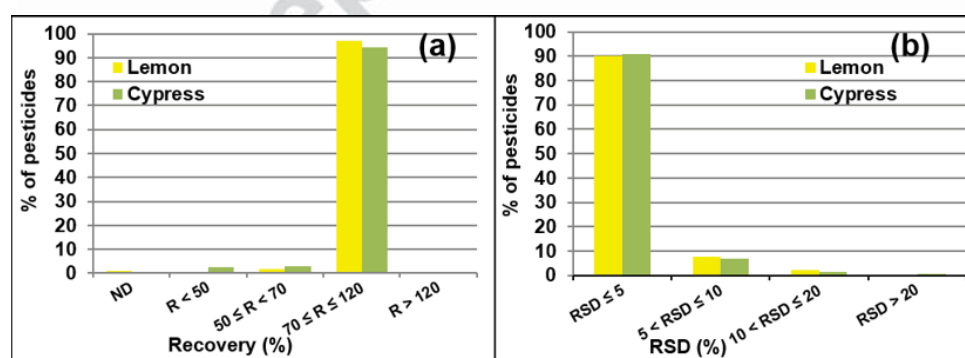 (a)
Lemon
Cypress
% of pesticides
100
90
80
70
60
50
40
30
20
10
0
ND
R < 50
50 ≤ R < 70
70 ≤ R ≤ 120
R > 120
Recovery (%)
(b)
Lemon
Cypress
% of pesticides
100
90
80
70
60
50
40
30
20
10
0
RSD ≤ 5
5 < RSD ≤ 10
10 < RSD ≤ 20
RSD > 20
RSD (%)